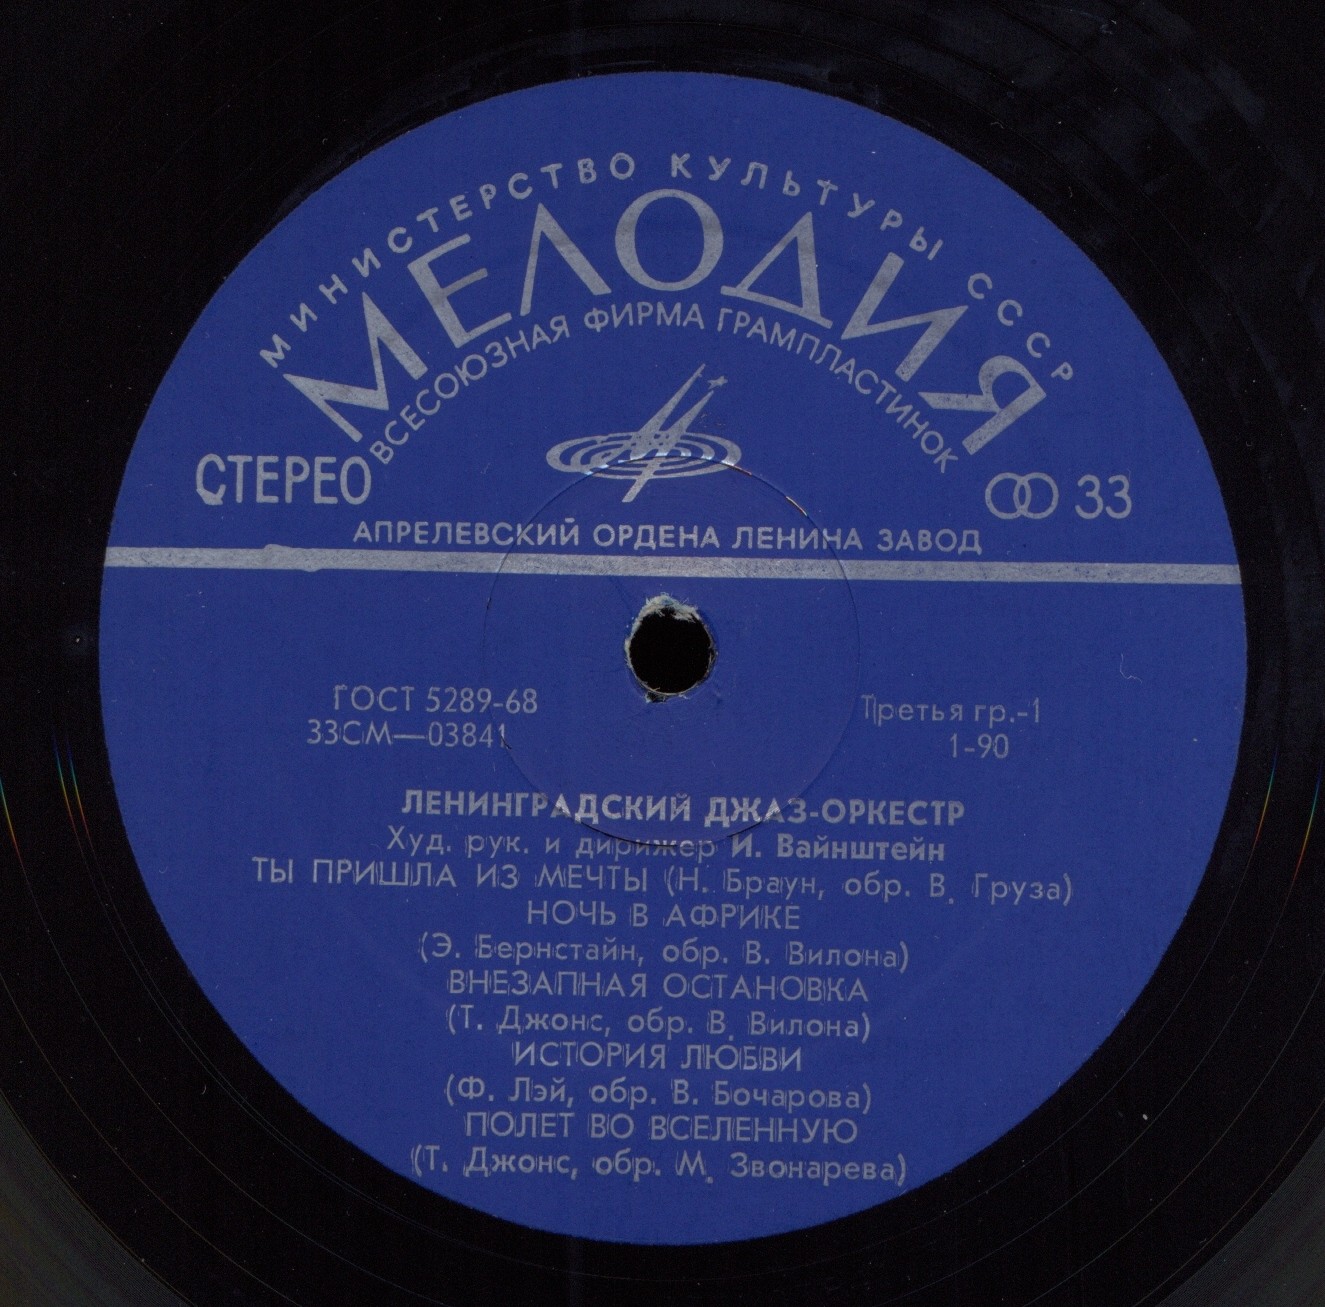 МИНИСТЕРСТВО КУЛЬТУРЫ СССР
МЕЛОДИЯ
ВСЕСОЮЗНАЯ ФИРМА ГРАМПЛАСТИНОК
СТЕРЕО
33
АПРЕЛЕВСКИЙ ОРДЕНА ЛЕНИНА ЗАВОД
ГОСТ 5289-68
33СМ—03841
Третья гр.-1
1-90
ЛЕНИНГРАДСКИЙ ДЖАЗ-ОРКЕСТР
Худ. рук. и дирижер И. Вайнштейн
ТЫ ПРИШЛА ИЗ МЕЧТЫ (Н. Браун, обр. В. Груза)
НОЧЬ В АФРИКЕ
(Э. Бернстайн, обр. В. Вилона)
ВНЕЗАПНАЯ ОСТАНОВКА
(Т. Джонс, обр. В. Вилона)
ИСТОРИЯ ЛЮБВИ
(Ф. Лэй, обр. В. Бочарова)
ПОЛЕТ ВО ВСЕЛЕННУЮ
(Т. Джонс, обр. М. Звонарева)